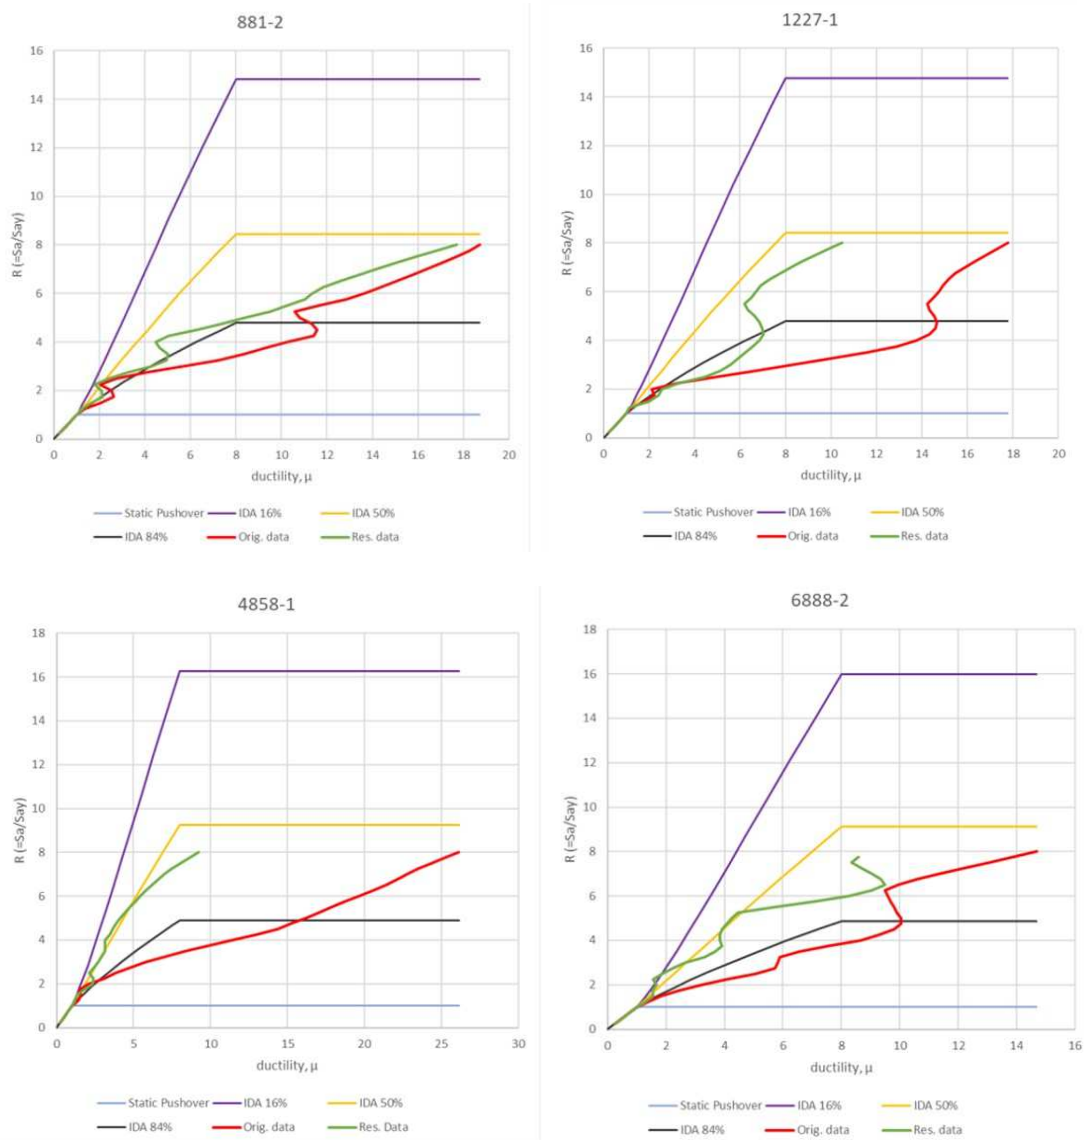 881-2
16
14
12
10
8
6
4
2
0
R (=Sa/Say)
0 2 4 6 8 10 12 14 16 18 20
ductility, μ
Static Pushover IDA 16% IDA 50%
IDA 84% Orig. data Res. data
1227-1
16
14
12
10
8
6
4
2
0
R (=Sa/Say)
0 2 4 6 8 10 12 14 16 18 20
ductility, μ
Static Pushover IDA 16% IDA 50%
IDA 84% Orig. data Res. data
4858-1
18
16
14
12
10
8
6
4
2
0
R (=Sa/Say)
0 5 10 15 20 25 30
ductility, μ
Static Pushover IDA 16% IDA 50%
IDA 84% Orig. data Res. Data
6888-2
18
16
14
12
10
8
6
4
2
0
R (=Sa/Say)
0 2 4 6 8 10 12 14 16
ductility, μ
Static Pushover IDA 16% IDA 50%
IDA 84% Orig. data Res. data